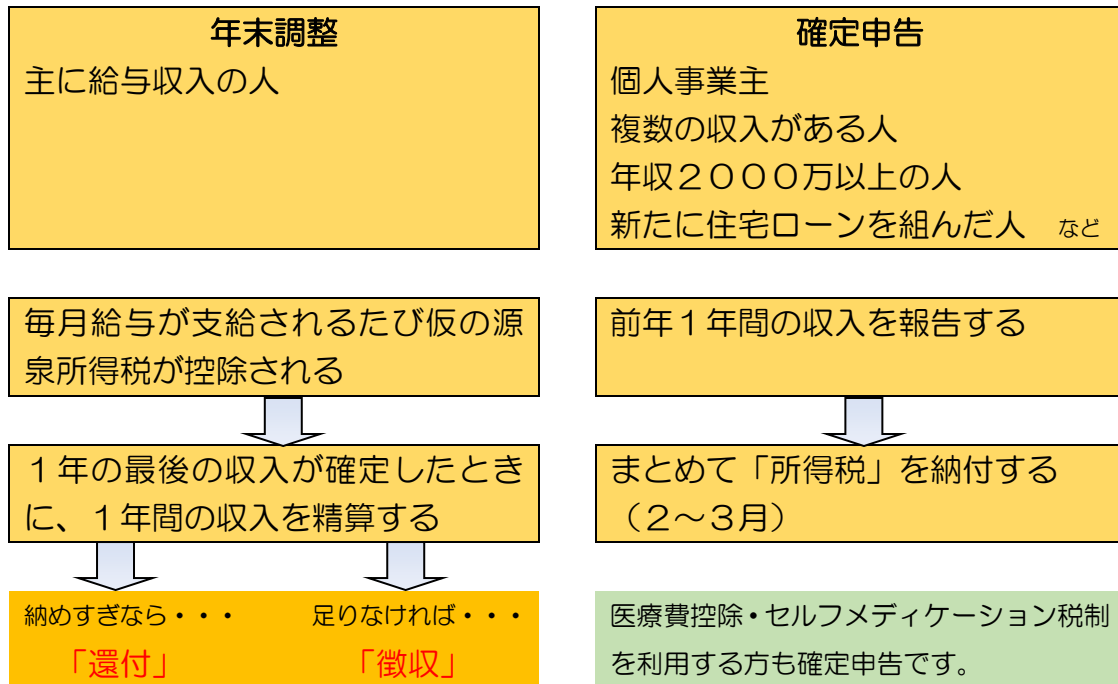 年末調整
主に給与収入の人
確定申告
個人事業主
複数の収入がある人
年収２０００万以上の人
新たに住宅ローンを組んだ人　など
毎月給与が支給されるたび仮の源
泉所得税が控除される
前年１年間の収入を報告する
１年の最後の収入が確定したとき
に、１年間の収入を精算する
まとめて「所得税」を納付する
（２～３月）
納めすぎなら・・・　足りなければ・・・
「還付」　「徴収」
医療費控除・セルフメディケーション税制
を利用する方も確定申告です。